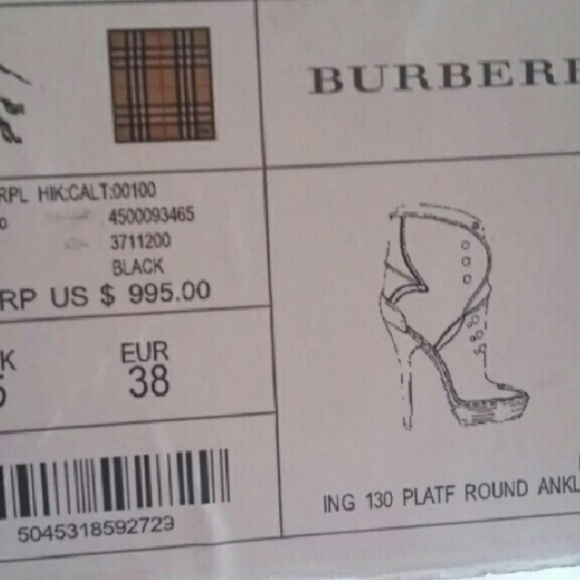 BURBERR
RPL HIK:CALT:00100
4500093465
3711200
BLACK
RP US $ 995.00
K
5
EUR
38
5045318592729
ING 130 PLATF ROUND ANKL